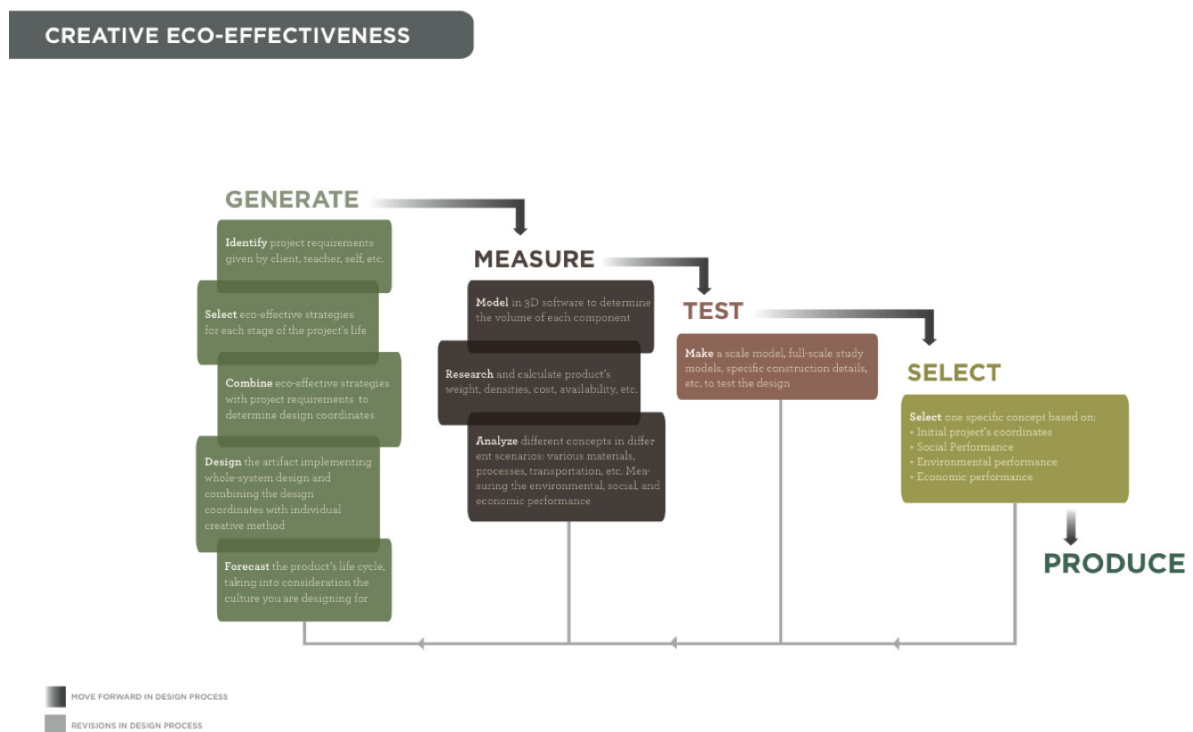 CREATIVE ECO-EFFECTIVENESS
GENERATE
Identify project requirements
given by client, teacher, self, etc.
Select eco-effective strategies
for each stage of the project's life
Combine eco-effective strategies
with project requirements to
determine design coordinates
Design the artifact implementing
whole-system design and
combining the design
coordinates with individual
creative method
Forecast the product's life cycle,
taking into consideration the
culture you are designing for
MEASURE
Model in 3D software to determine
the volume of each component
Research and calculate product's
weight, densities, cost, availability, etc.
Analyze different concepts in differ-
ent scenarios: various materials,
processes, transportation, etc. Mea-
suring the environmental, social, and
economic performance
TEST
Make a scale model, full-scale study
models, specific construction details,
etc. to test the design
SELECT
Select one specific concept based on:
• Initial project's coordinates
• Social Performance
• Environmental performance
• Economic performance
PRODUCE
MOVE FORWARD IN DESIGN PROCESS
REVISIONS IN DESIGN PROCESS